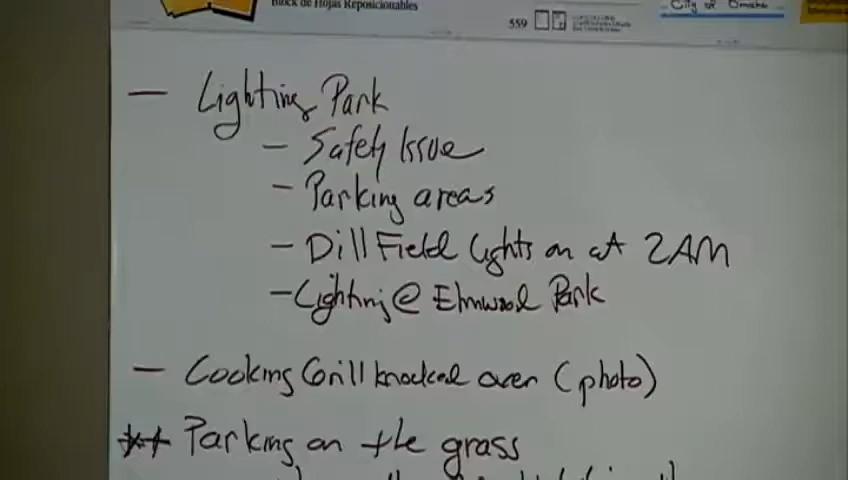 Block de Hojas Reposicionables
559
City of Omaha
— Lighting Park
- Safety Issue
- Parking areas
- Dill Field lights on at 2AM
- Lighting @ Elmwood Park
— Cooking Grill knocked over (photo)
** Parking on the grass